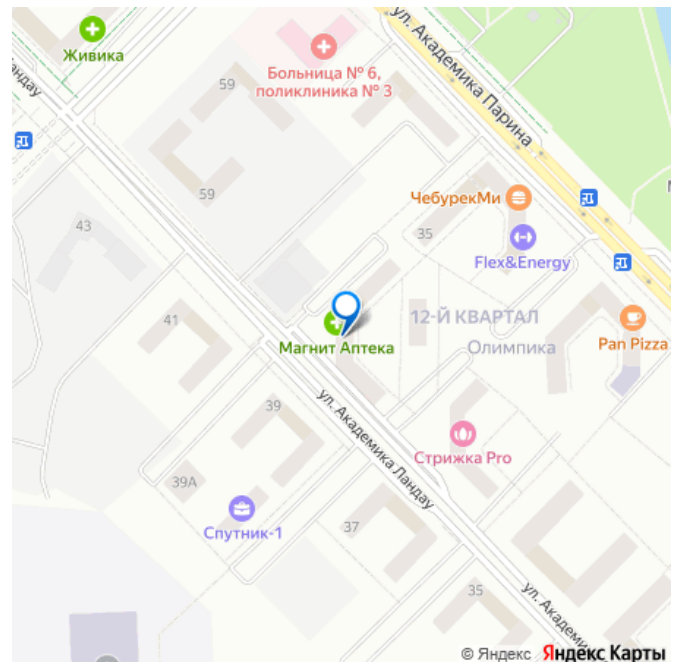 Живика
Ландау
ул. Академика Парина
Больница № 6,
поликлиника № 3
59
59
43
ЧебурекМи
35
Flex&Energy
41
12-Й КВАРТАЛ
Олимпика
Магнит Аптека
Pan Pizza
ул. Академика Ландау
39
39А
Стрижка Pro
Спутник-1
37
35
ул. Академика
© Яндекс Яндекс Карты